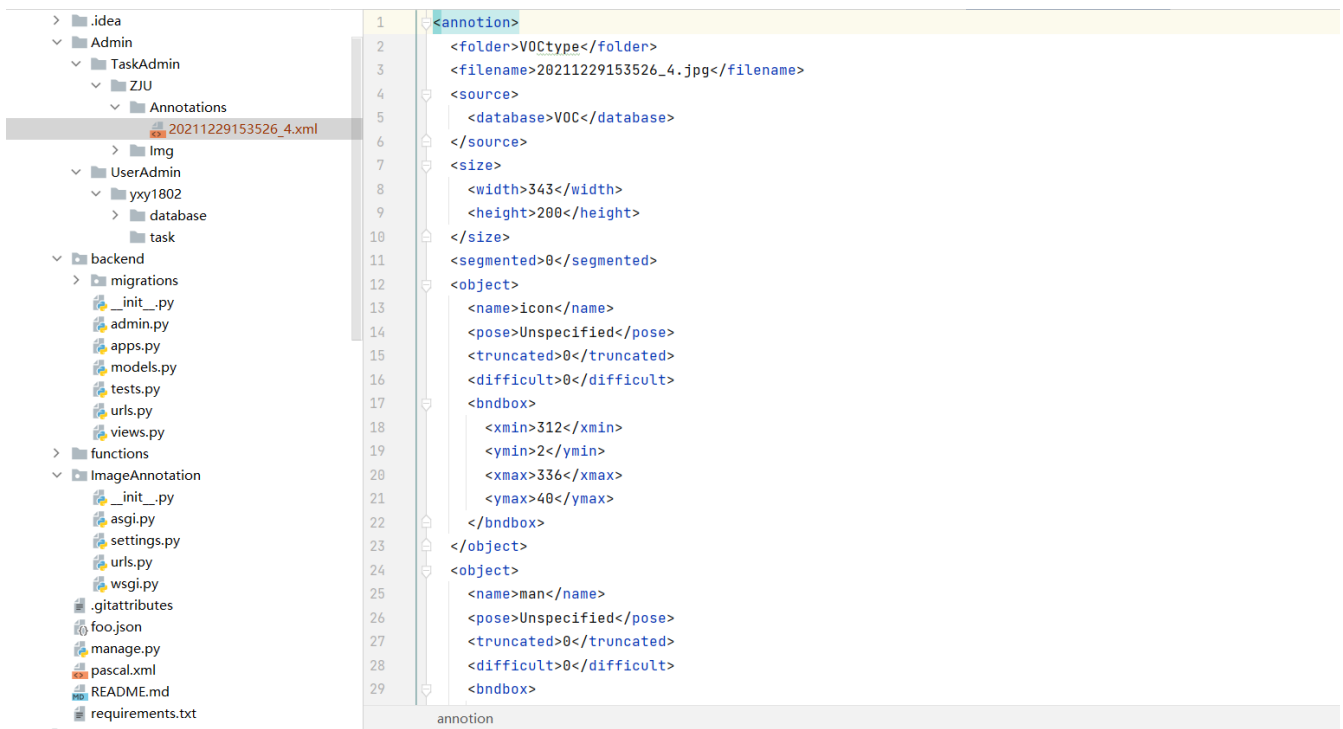 .idea
Admin
TaskAdmin
ZJU
Annotations
20211229153526_4.xml
Img
UserAdmin
yxy1802
database
task
backend
migrations
__init__.py
admin.py
apps.py
models.py
tests.py
urls.py
views.py
functions
ImageAnnotation
__init__.py
asgi.py
settings.py
urls.py
wsgi.py
.gitattributes
foo.json
manage.py
pascal.xml
README.md
requirements.txt
1 <annotion>
2 <folder>VOCtype</folder>
3 <filename>20211229153526_4.jpg</filename>
4 <source>
5 <database>VOC</database>
6 </source>
7 <size>
8 <width>343</width>
9 <height>200</height>
10 </size>
11 <segmented>0</segmented>
12 <object>
13 <name>icon</name>
14 <pose>Unspecified</pose>
15 <truncated>0</truncated>
16 <difficult>0</difficult>
17 <bndbox>
18 <xmin>312</xmin>
19 <ymin>2</ymin>
20 <xmax>336</xmax>
21 <ymax>40</ymax>
22 </bndbox>
23 </object>
24 <object>
25 <name>man</name>
26 <pose>Unspecified</pose>
27 <truncated>0</truncated>
28 <difficult>0</difficult>
29 <bndbox>
annotion